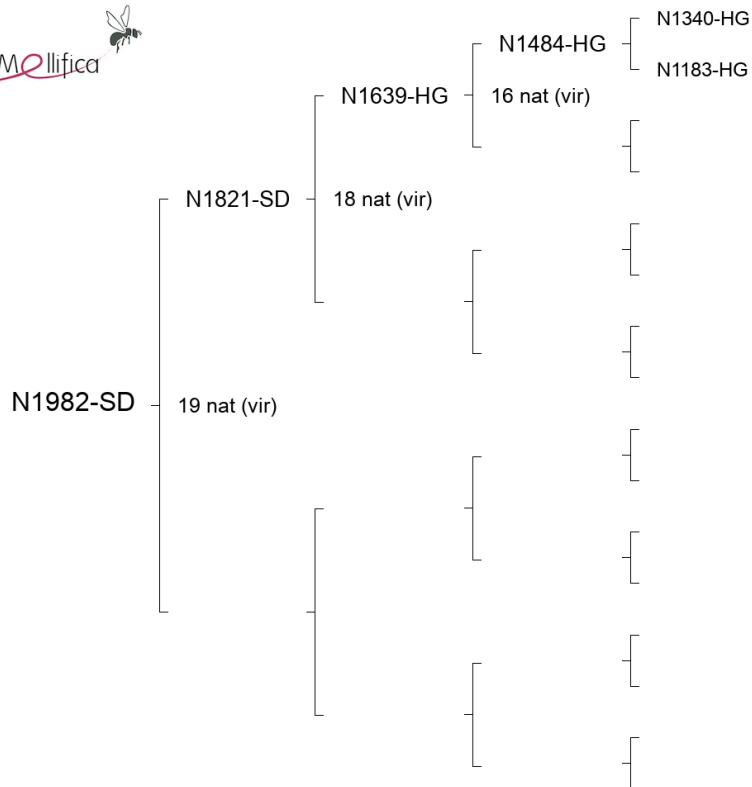 Mellifica
N1340-HG
N1484-HG
N1183-HG
N1639-HG
16 nat (vir)
N1821-SD
18 nat (vir)
N1982-SD
19 nat (vir)